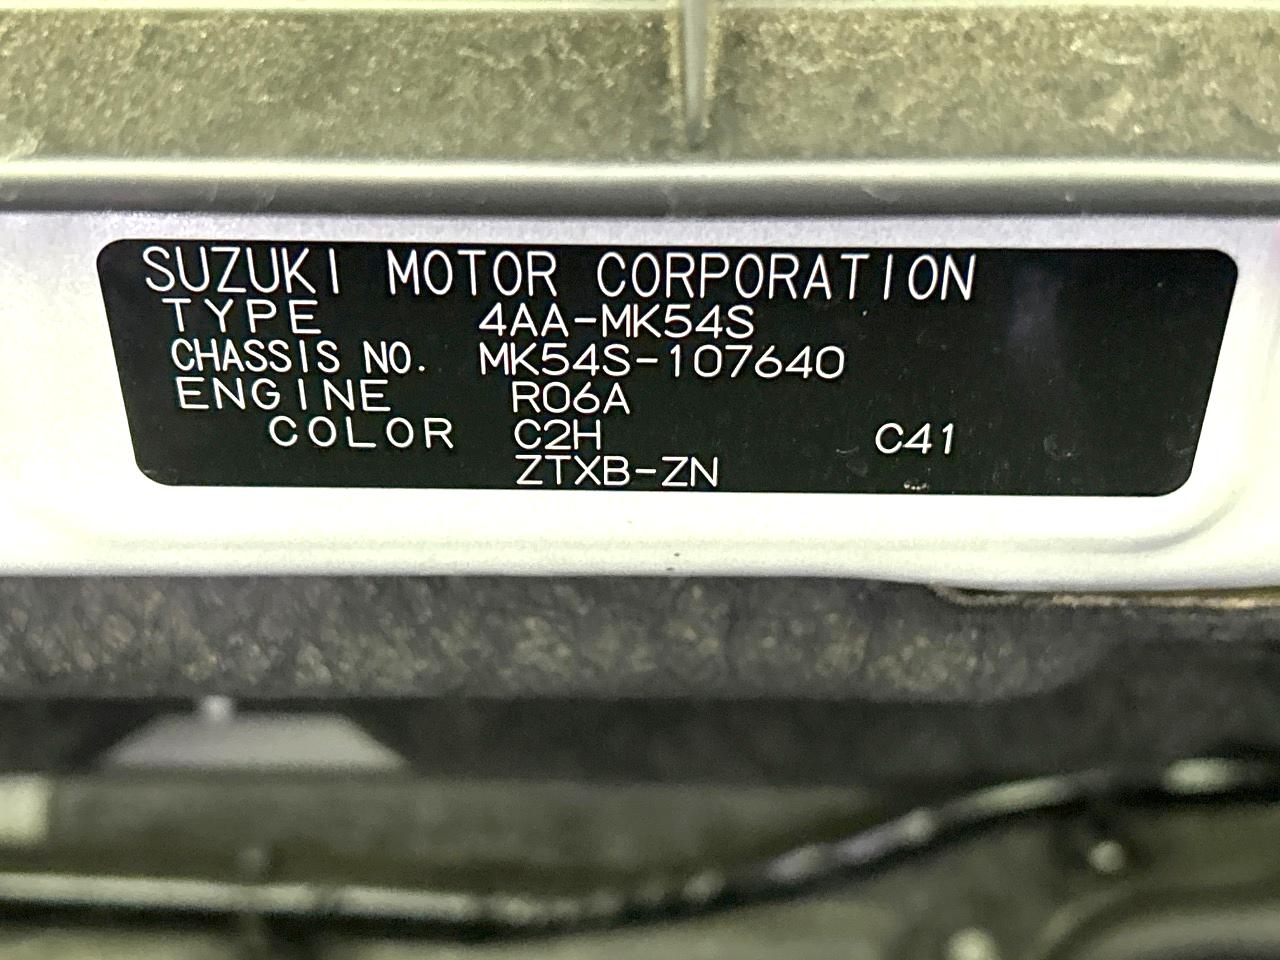 SUZUKI MOTOR CORPORATION
TYPE 4AA-MK54S
CHASSIS NO. MK54S-107640
ENGINE R06A
COLOR C2H C41
ZTXB-ZN